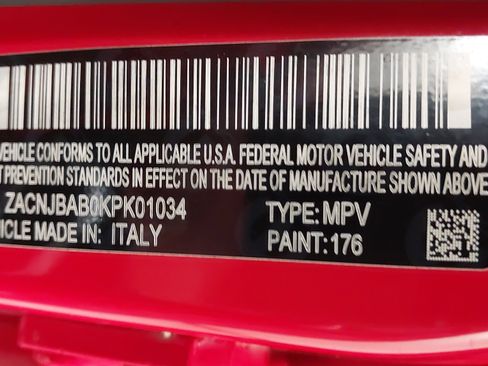 VEHICLE CONFORMS TO ALL APPLICABLE U.S.A. FEDERAL MOTOR VEHICLE SAFETY AND
T PREVENTION STANDARDS IN EFFECT ON THE DATE OF MANUFACTURE SHOWN ABOVE
ZACNJBAB0KPK01034 TYPE: MPV
ICLE MADE IN: ITALY PAINT: 176